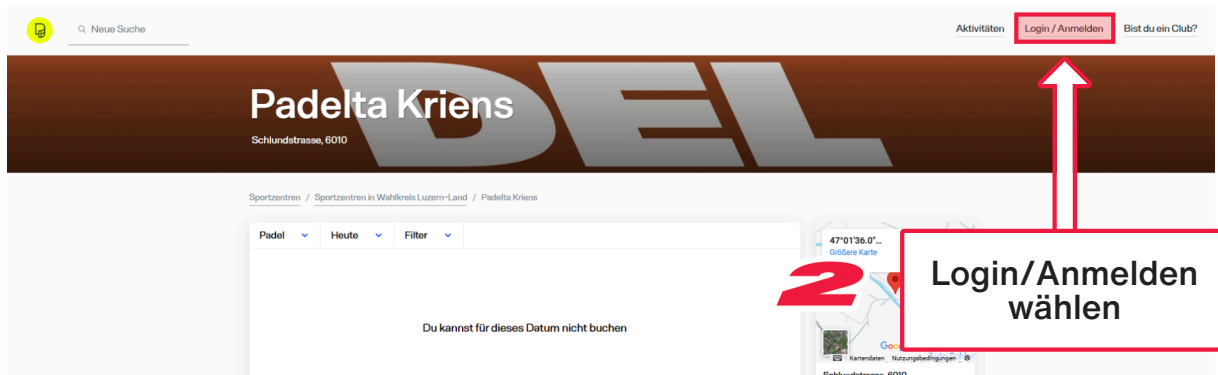 Neue Suche
Aktivitäten
Login / Anmelden
Bist du ein Club?
DEL
Padelta Kriens
Schlundstrasse, 6010
Sportzentren / Sportzentren in Wahlkreis Luzern-Land / Padelta Kriens
Padel
Heute
Filter
Du kannst für dieses Datum nicht buchen
47°01'36.0"...
Größere Karte
2
Login/Anmelden
wählen
Kartendaten
Nutzungsbedingungen
Schlundstrasse, 6010